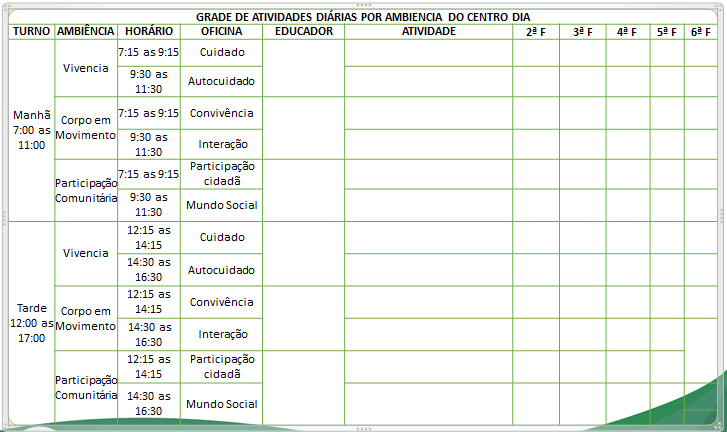 GRADE DE ATIVIDADES DIÁRIAS POR AMBIENCIA DO CENTRO DIA
TURNO AMBIÊNCIA HORÁRIO OFICINA EDUCADOR ATIVIDADE 2ª F 3ª F 4ª F 5ª F 6ª F
Manhã
7:00 as
11:00
Vivencia
7:15 as 9:15 Cuidado
9:30 as
11:30
Autocuidado
Corpo em
Movimento
7:15 as 9:15 Convivência
9:30 as
11:30
Interação
Participação
Comunitária
7:15 as 9:15
Participação
cidadã
9:30 as
11:30
Mundo Social
Tarde
12:00 as
17:00
Vivencia
12:15 as
14:15
Cuidado
14:30 as
16:30
Autocuidado
Corpo em
Movimento
12:15 as
14:15
Convivência
14:30 as
16:30
Interação
Participação
Comunitária
12:15 as
14:15
Participação
cidadã
14:30 as
16:30
Mundo Social